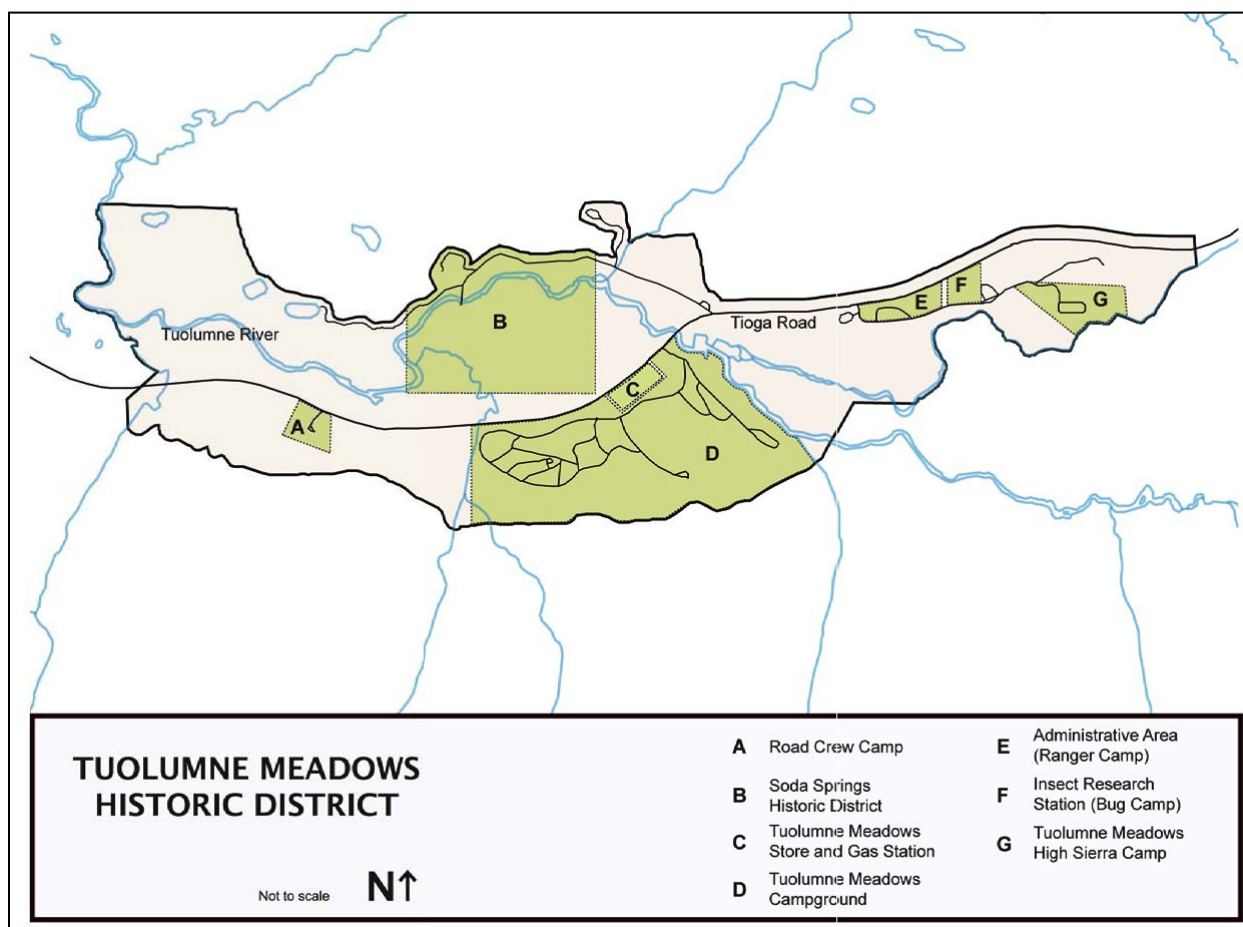 B
Tuolumne River
Tioga Road
E
F
G
C
A
D
P
TUOLUMNE MEADOWS
HISTORIC DISTRICT
Not to scale
N↑
A Road Crew Camp
B Soda Springs
Historic District
C Tuolumne Meadows
Store and Gas Station
D Tuolumne Meadows
Campground
E Administrative Area
(Ranger Camp)
F Insect Research
Station (Bug Camp)
G Tuolumne Meadows
High Sierra Camp